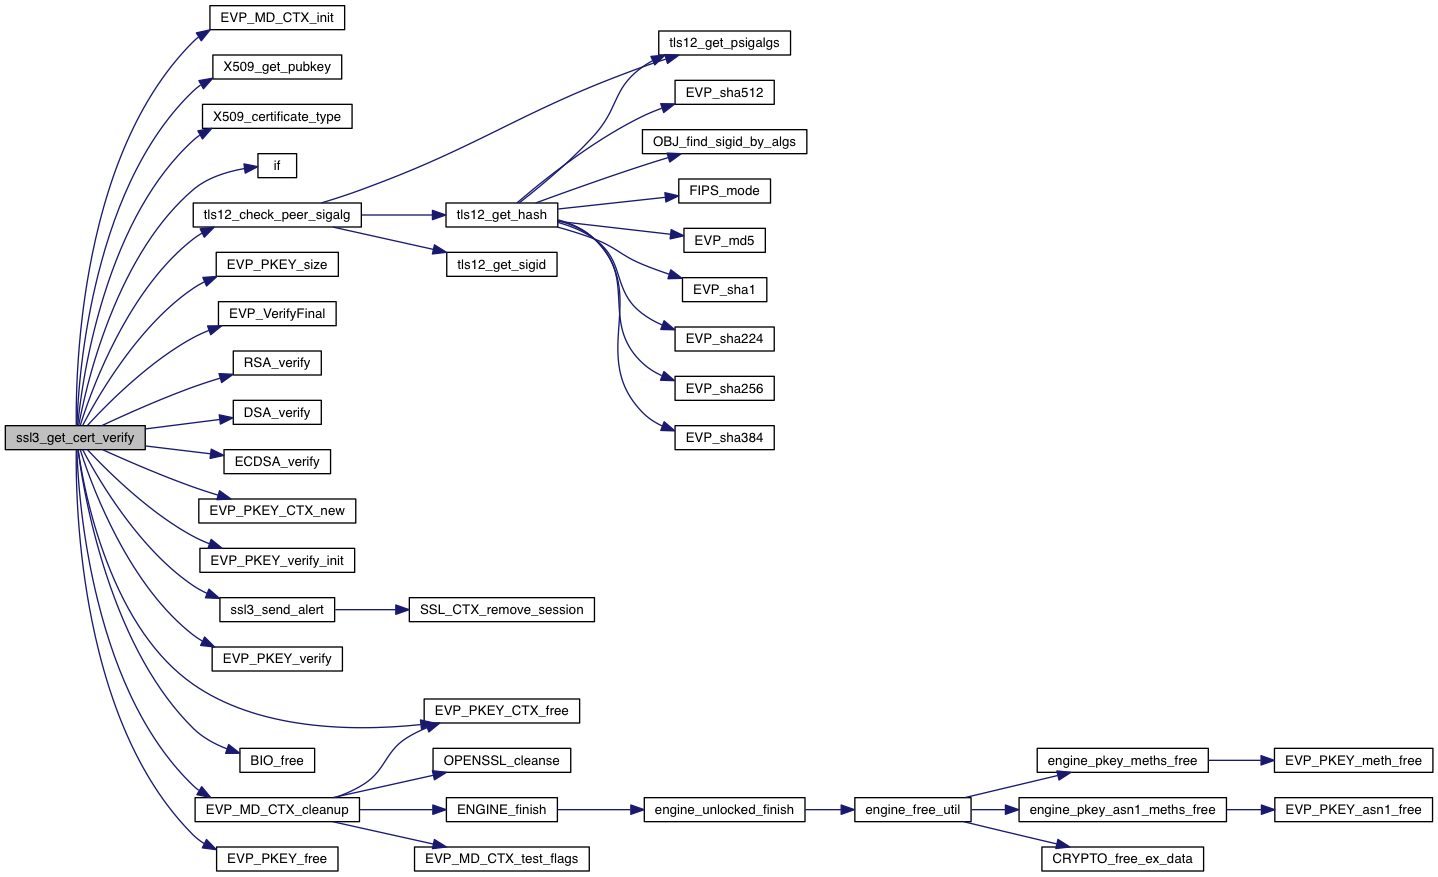 EVP_MD_CTX_init
tls12_get_psigalgs
X509_get_pubkey
EVP_sha512
X509_certificate_type
OBJ_find_sigid_by_algs
if
FIPS_mode
tls12_check_peer_sigalg
tls12_get_hash
EVP_md5
EVP_PKEY_size
tls12_get_sigid
EVP_sha1
EVP_VerifyFinal
EVP_sha224
RSA_verify
EVP_sha256
DSA_verify
ssl3_get_cert_verify
EVP_sha384
ECDSA_verify
EVP_PKEY_CTX_new
EVP_PKEY_verify_init
ssl3_send_alert
SSL_CTX_remove_session
EVP_PKEY_verify
EVP_PKEY_CTX_free
BIO_free
OPENSSL_cleanse
engine_pkey_meths_free
EVP_PKEY_meth_free
EVP_MD_CTX_cleanup
ENGINE_finish
engine_unlocked_finish
engine_free_util
engine_pkey_asn1_meths_free
EVP_PKEY_asn1_free
EVP_PKEY_free
EVP_MD_CTX_test_flags
CRYPTO_free_ex_data